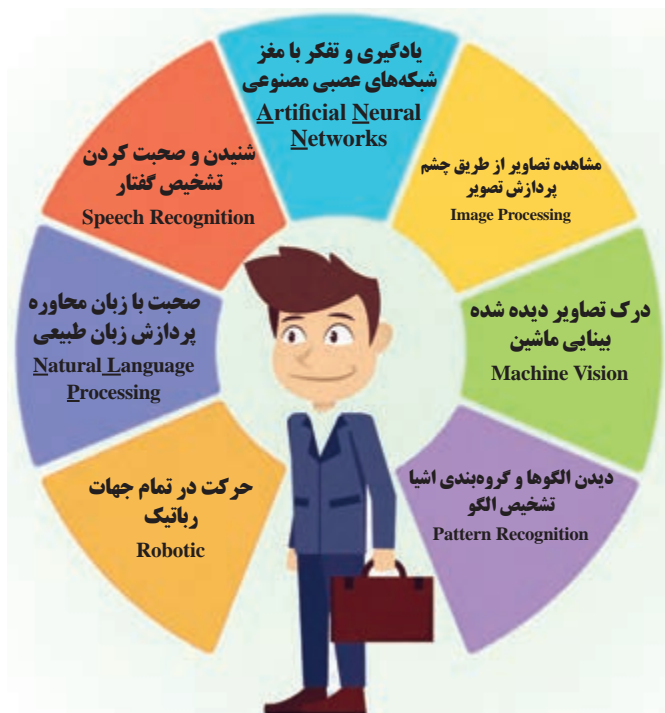 یادگیری و تفکر با مغز
شبکه‌های عصبی مصنوعی
Artificial Neural
Networks
مشاهده تصاویر از طریق چشم
پردازش تصویر
Image Processing
درک تصاویر دیده شده
بینایی ماشین
Machine Vision
دیدن الگوها و گروه‌بندی اشیا
تشخیص الگو
Pattern Recognition
شنیدن و صحبت کردن
تشخیص گفتار
Speech Recognition
صحبت با زبان محاوره
پردازش زبان طبیعی
Natural Language
Processing
حرکت در تمام جهات
رباتیک
Robotic